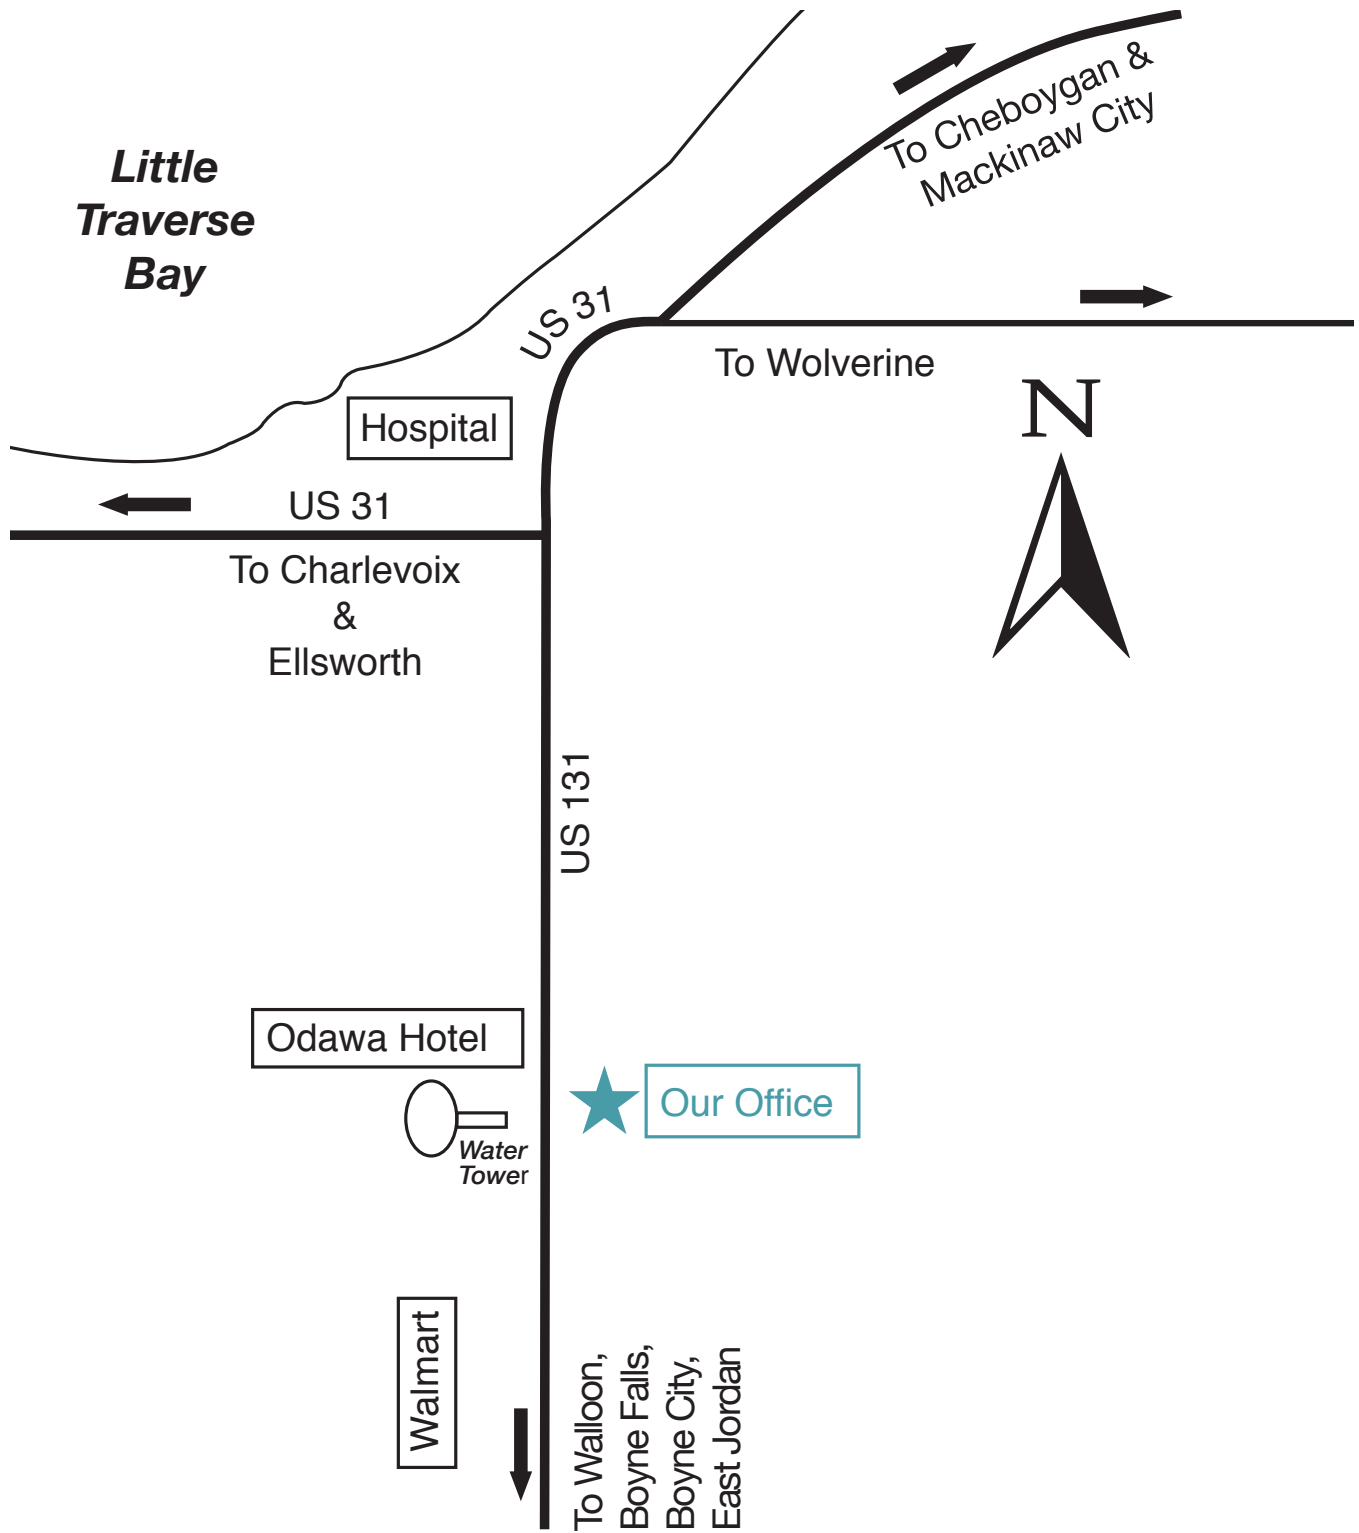 Little
Traverse
Bay
To Cheboygan &
Mackinaw City
US 31
To Wolverine
N
Hospital
US 31
To Charlevoix
&
Ellsworth
US 131
Odawa Hotel
Our Office
Water
Tower
Walmart
To Walloon,
Boyne Falls,
Boyne City,
East Jordan